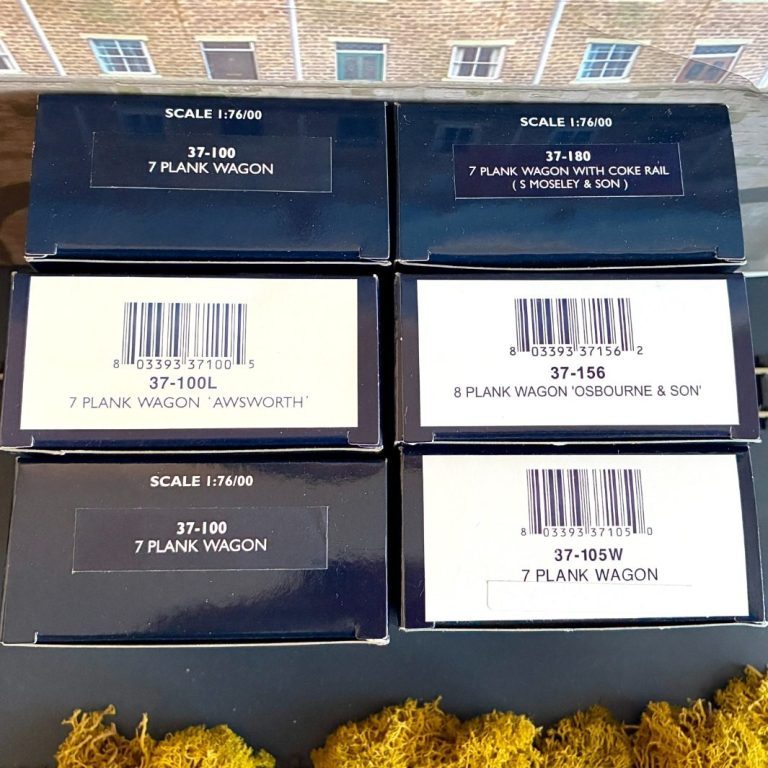 SCALE 1:76/00
37-100
7 PLANK WAGON
SCALE 1:76/00
37-180
7 PLANK WAGON WITH COKE RAIL
( S MOSELEY & SON )
8 03393 37100 5
37-100L
7 PLANK WAGON 'AWSWORTH'
8 03393 37156 2
37-156
8 PLANK WAGON 'OSBOURNE & SON'
SCALE 1:76/00
37-100
7 PLANK WAGON
8 03393 37105 0
37-105W
7 PLANK WAGON